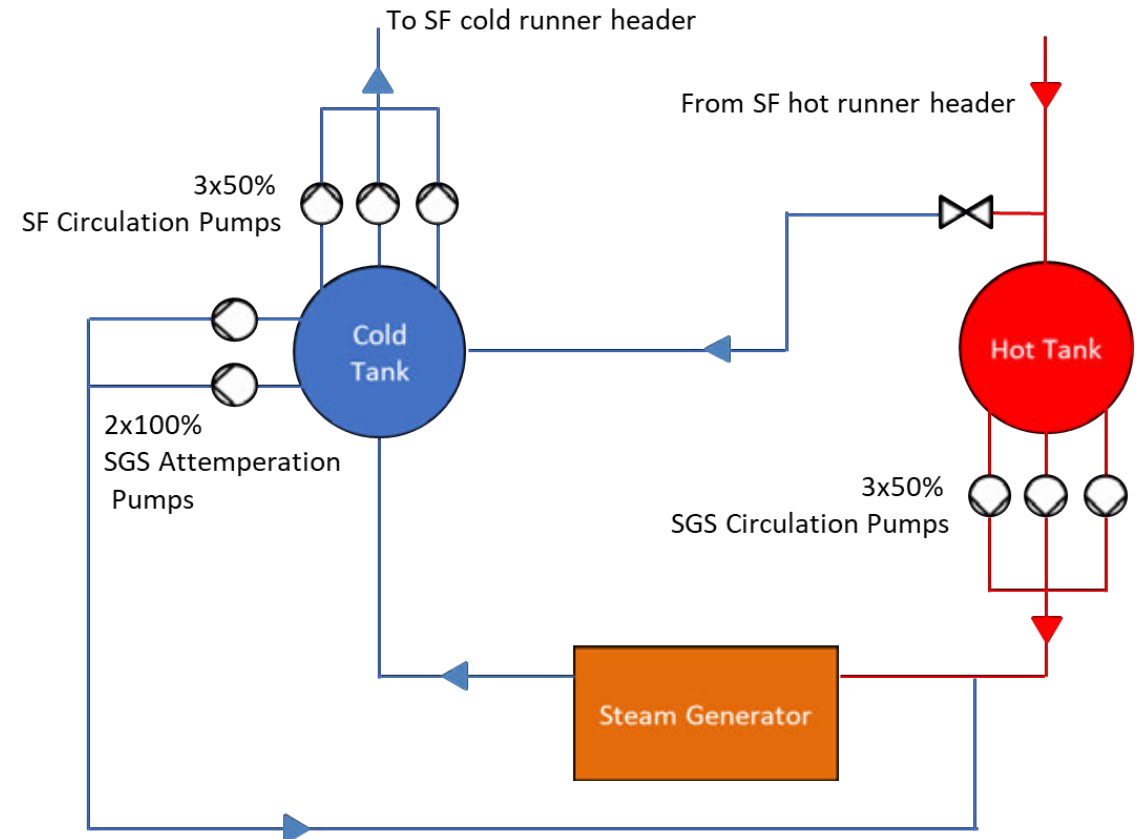 To SF cold runner header
From SF hot runner header
3x50%
SF Circulation Pumps
Cold
Tank
Hot Tank
2x100%
SGS Attemperation
Pumps
3x50%
SGS Circulation Pumps
Steam Generator